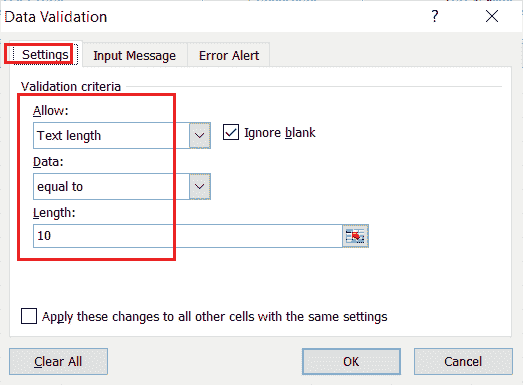 Data Validation ? ×
Settings Input Message Error Alert
Validation criteria
Allow:
Text length Ignore blank
Data:
equal to
Length:
10
Apply these changes to all other cells with the same settings
Clear All OK Cancel